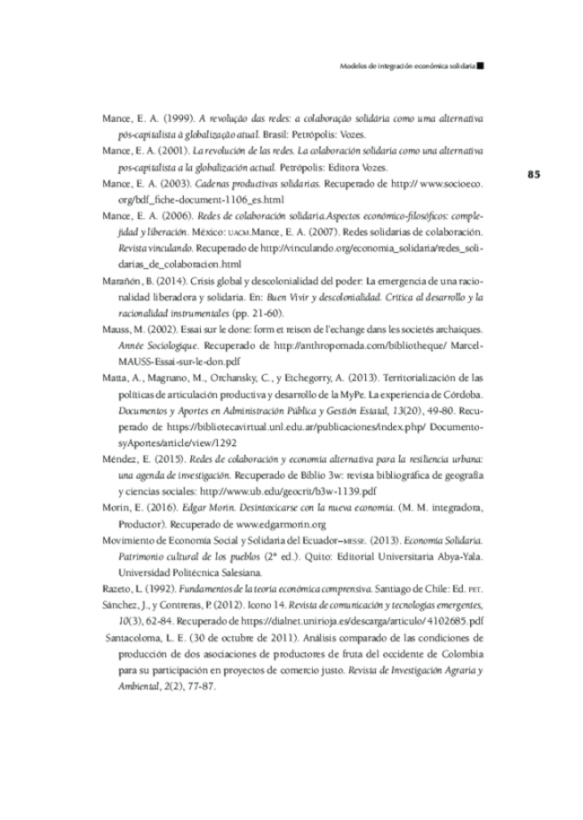 Modelos de integración económica solidaria
85
Mance, E. A. (1999). A revolução das redes: a colaboração solidária como uma alternativa
pós-capitalista à globalização atual. Brasil: Petrópolis: Vozes.
Mance, E. A. (2001). La revolución de las redes. La colaboración solidaria como una alternativa
pos-capitalista a la globalización actual. Petrópolis: Editora Vozes.
Mance, E. A. (2003). Cadenas productivas solidarias. Recuperado de http:// www.socioeco.
org/bdf_fiche-document-1106_es.html
Mance, E. A. (2006). Redes de colaboración solidaria.Aspectos económico-filosóficos: comple-
jidad y liberación. México: UACM.Mance, E. A. (2007). Redes solidarias de colaboración.
Revista vinculando. Recuperado de http://vinculando.org/economia_solidaria/redes_soli-
darias_de_colaboracion.html
Marañón, B. (2014). Crisis global y descolonialidad del poder: La emergencia de una racio-
nalidad liberadora y solidaria. En: Buen Vivir y descolonialidad. Crítica al desarrollo y la
racionalidad instrumentales (pp. 21-60).
Mauss, M. (2002). Essai sur le done: form et reison de l'echange dans les societés archaiques.
Année Sociologique. Recuperado de http://anthropomada.com/bibliotheque/ Marcel-
MAUSS-Essai-sur-le-don.pdf
Matta, A., Magnano, M., Orchansky, C., y Etchegorry, A. (2013). Territorialización de las
políticas de articulación productiva y desarrollo de la MyPe. La experiencia de Córdoba.
Documentos y Aportes en Administración Pública y Gestión Estatal, 13(20), 49-80. Recu-
perado de https://bibliotecavirtual.unl.edu.ar/publicaciones/index.php/ Documento-
syAportes/article/view/1292
Méndez, E. (2015). Redes de colaboración y economía alternativa para la resiliencia urbana:
una agenda de investigación. Recuperado de Biblio 3w: revista bibliográfica de geografía
y ciencias sociales: http://www.ub.edu/geocrit/b3w-1139.pdf
Morin, E. (2016). Edgar Morin. Desintoxicarse con la nueva economía. (M. M. integradora,
Productor). Recuperado de www.edgarmorin.org
Movimiento de Economía Social y Solidaria del Ecuador–MESSE. (2013). Economía Solidaria.
Patrimonio cultural de los pueblos (2ª ed.). Quito: Editorial Universitaria Abya-Yala.
Universidad Politécnica Salesiana.
Razeto, L. (1992). Fundamentos de la teoría económica comprensiva. Santiago de Chile: Ed. PET.
Sánchez, J., y Contreras, P. (2012). Icono 14. Revista de comunicación y tecnologías emergentes,
10(3), 62-84. Recuperado de https://dialnet.unirioja.es/descarga/articulo/ 4102685.pdf
Santacoloma, L. E. (30 de octubre de 2011). Análisis comparado de las condiciones de
producción de dos asociaciones de productores de fruta del occidente de Colombia
para su participación en proyectos de comercio justo. Revista de Investigación Agraria y
Ambiental, 2(2), 77-87.